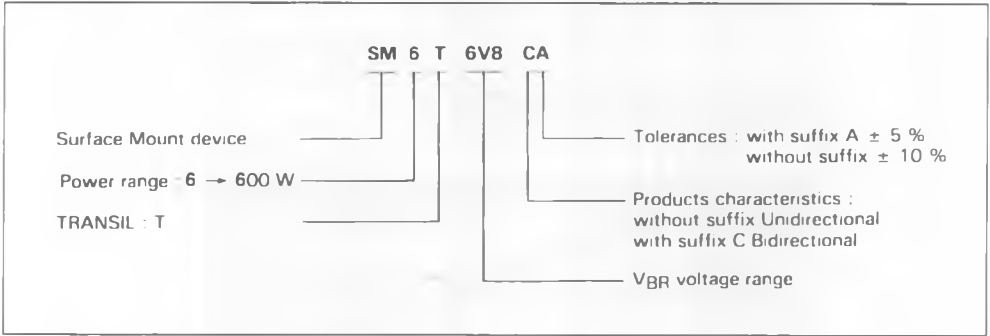 SM 6 T 6V8 CA
Surface Mount device
Power range 6 → 600 W
TRANSIL : T
Tolerances : with suffix A ± 5 %
without suffix ± 10 %
Products characteristics :
without suffix Unidirectional
with suffix C Bidirectional
VBR voltage range